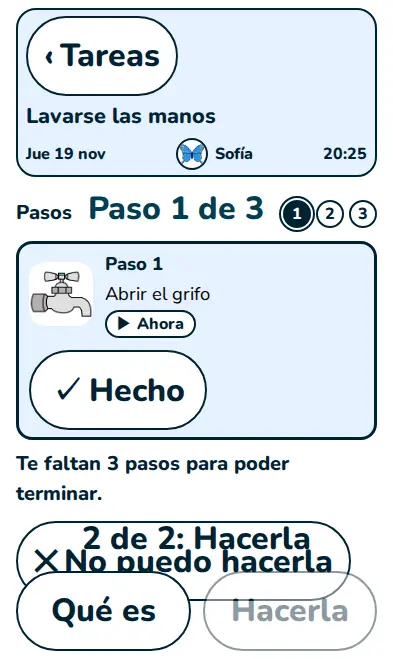 ‹ Tareas
Lavarse las manos
Jue 19 nov Sofía 20:25
Pasos Paso 1 de 3 1 2 3
Paso 1
Abrir el grifo
▶ Ahora
✓ Hecho
Te faltan 3 pasos para poder
terminar.
2 de 2: Hacerla
✕ No puedo hacerla
Qué es Hacerla